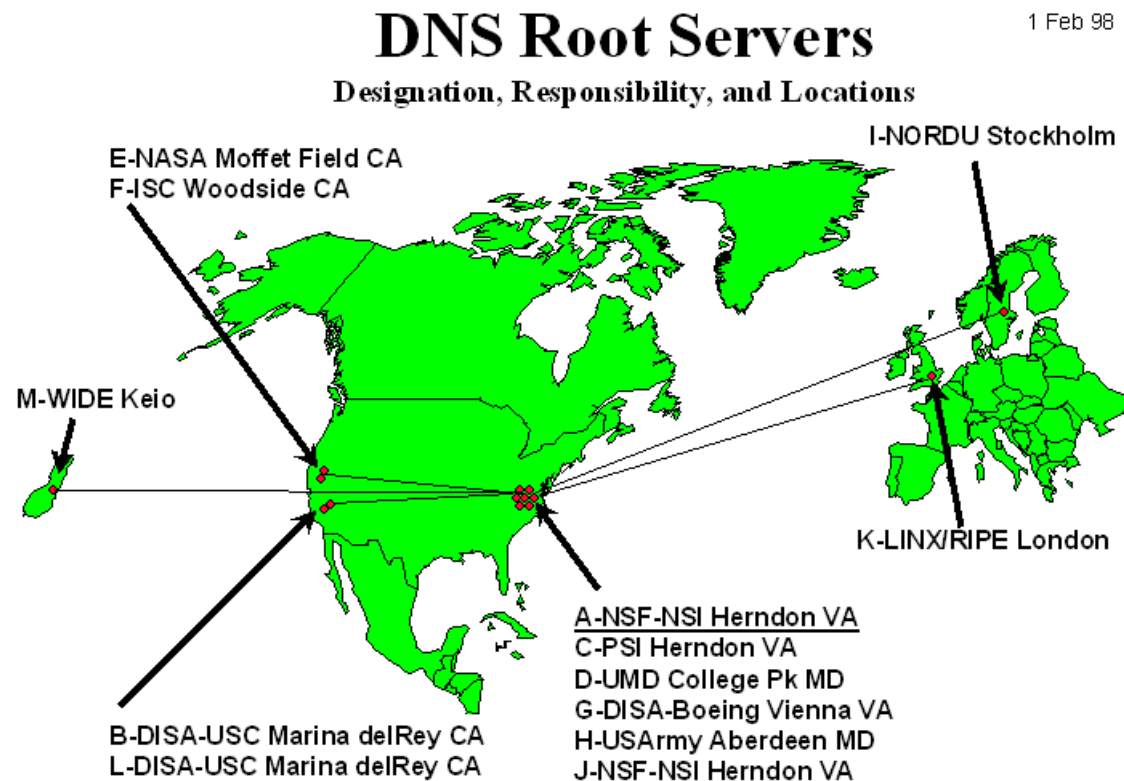 DNS Root Servers
1 Feb 98
Designation, Responsibility, and Locations
E-NASA Moffet Field CA
F-ISC Woodside CA
I-NORDU Stockholm
M-WIDE Keio
K-LINX/RIPE London
A-NSF-NSI Herndon VA
C-PSI Herndon VA
D-UMD College Pk MD
G-DISA-Boeing Vienna VA
H-USArmy Aberdeen MD
J-NSF-NSI Herndon VA
B-DISA-USC Marina delRey CA
L-DISA-USC Marina delRey CA